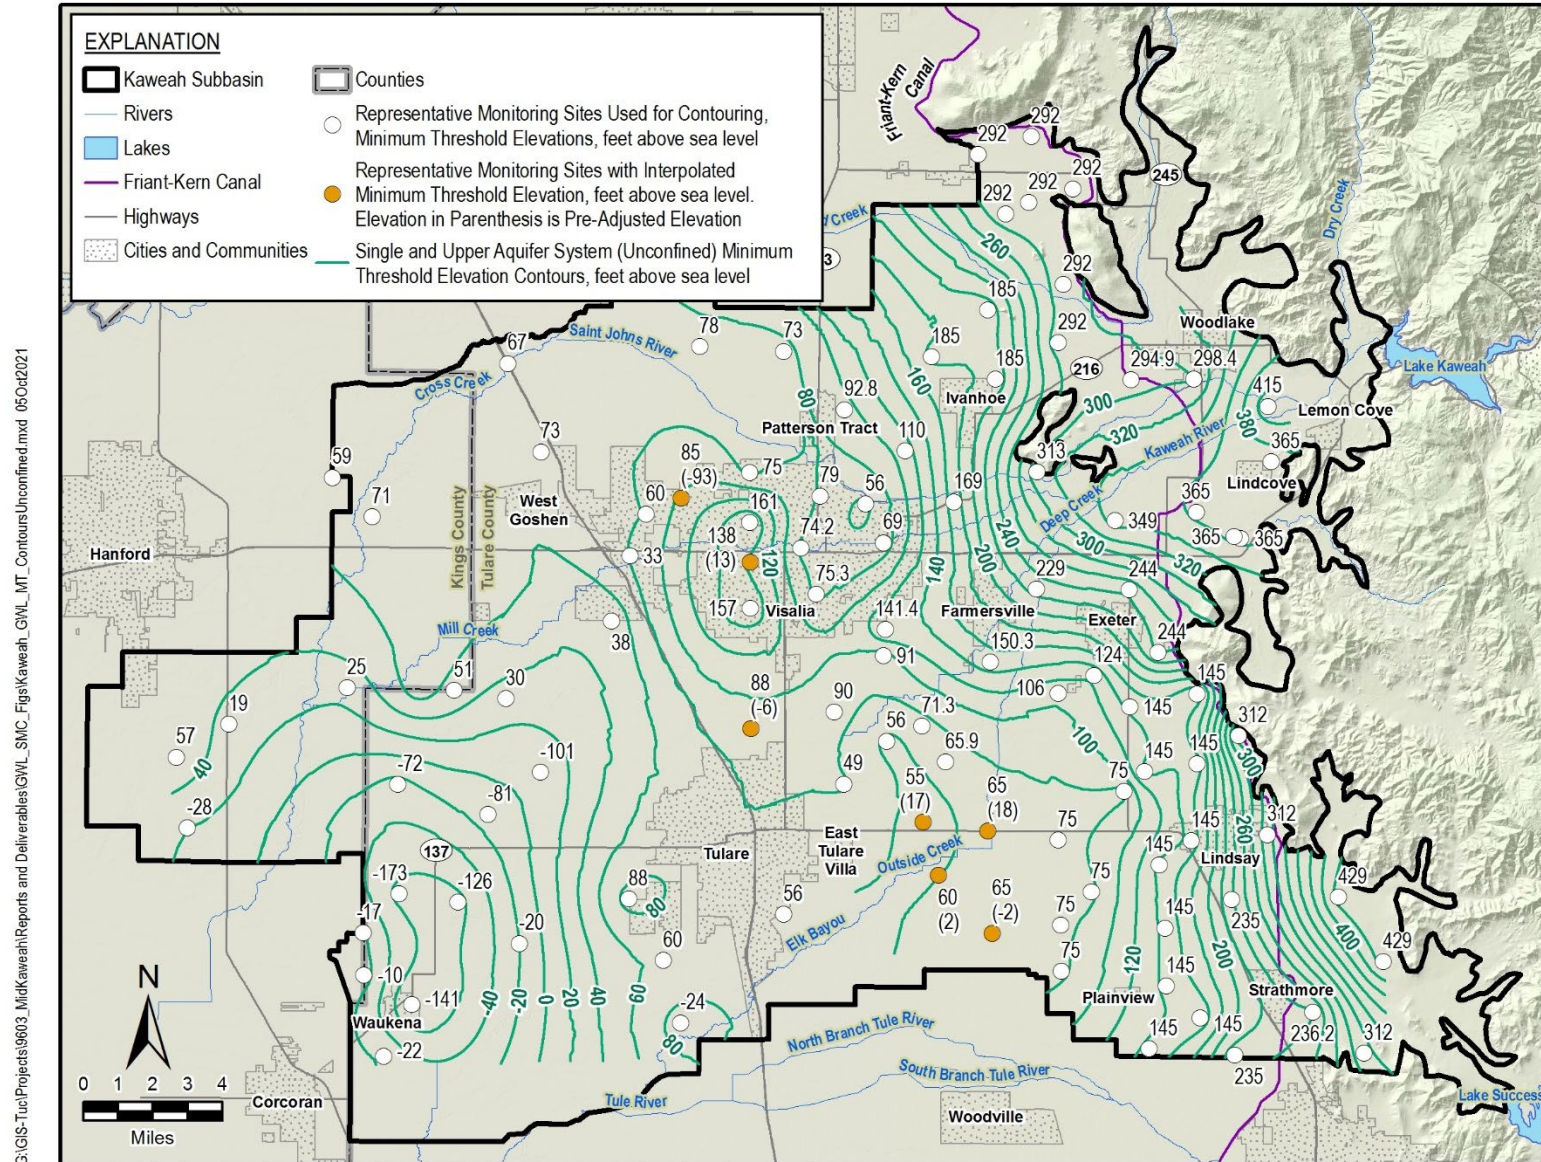 EXPLANATION
Kaweah Subbasin
Rivers
Lakes
Friant-Kern Canal
Highways
Cities and Communities
Counties
Representative Monitoring Sites Used for Contouring,
Minimum Threshold Elevations, feet above sea level
Representative Monitoring Sites with Interpolated
Minimum Threshold Elevation, feet above sea level.
Elevation in Parenthesis is Pre-Adjusted Elevation
Single and Upper Aquifer System (Unconfined) Minimum
Threshold Elevation Contours, feet above sea level
Friant-Kern
Canal
292
292
292
292
292
245
Dry Creek
Creek
3
260
292
185
292
185
185
216
Woodlake
294.9
298.4
Lake Kaweah
415
Lemon Cove
380
365
Lindcove
Kaweah River
300
320
313
78
73
67
Saint Johns River
Cross Creek
80
92.8
160
Ivanhoe
Patterson Tract
110
73
59
71
West
Goshen
85
(-93)
60
75
79
56
169
161
138
(13)
120
74.2
69
33
75.3
157
Visalia
Hanford
Kings County
Tulare County
Deep Creek
349
365
365
365
300
320
240
200
140
229
244
Farmersville
Exeter
244
141.4
150.3
91
124
106
145
145
Mill Creek
38
25
51
30
19
57
40
-28
-72
-101
-81
88
(-6)
90
71.3
56
65.9
49
55
(17)
65
(18)
100
75
145
145
312
300
260
312
145
145
Lindsay
75
137
-173
-126
-17
-20
-10
-141
Waukena
-22
-40
-20
0
20
40
60
88
80
60
-24
80
Tulare
East
Tulare
Villa
Outside Creek
56
Elk Bayou
60
(2)
65
(-2)
75
75
75
120
145
145
145
145
Plainview
235
200
429
400
429
Strathmore
236.2
312
235
N
0 1 2 3 4
Miles
Corcoran
North Branch Tule River
South Branch Tule River
Tule River
Woodville
Lake Success
G:\GIS-Tuc\Projects\9603_MidKaweah\Reports and Deliverables\GWL_SMC_Figs\Kaweah_GWL_MT_ContoursUnconfined.mxd 05Oct2021